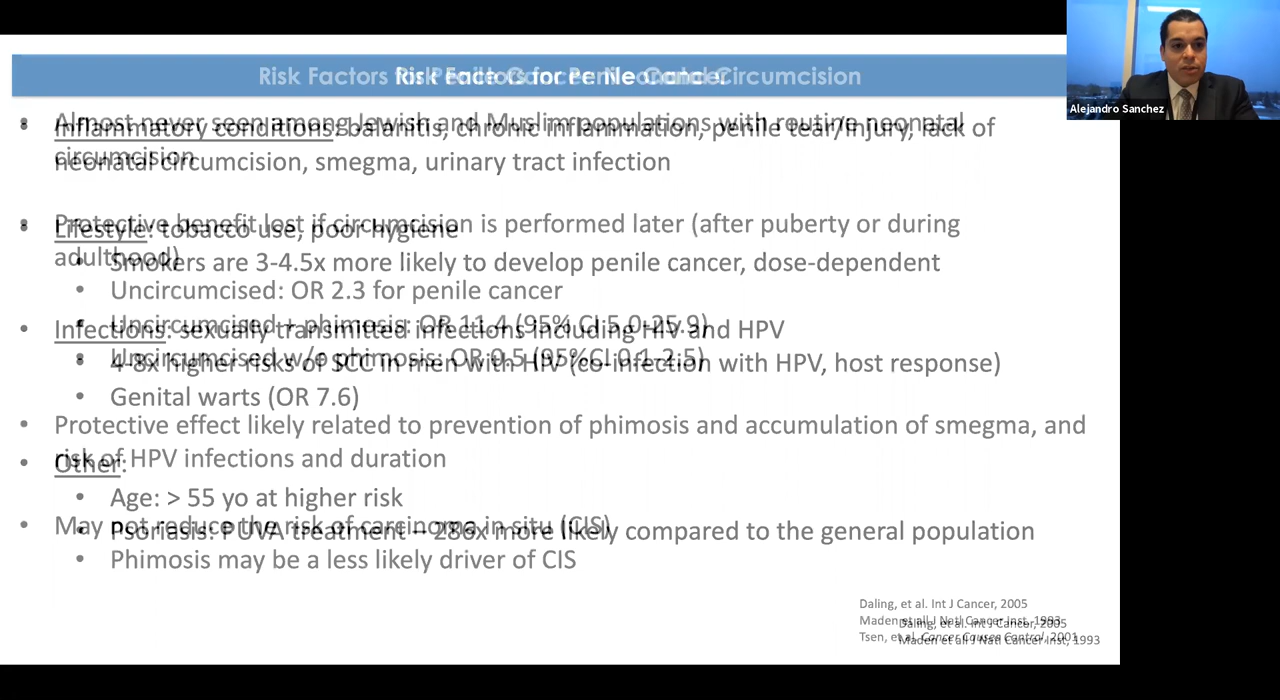 Risk Factors for Penile Cancer
Circumcision
Alejandro Sanchez
• Almost never seen among Jewish and Muslim populations with routine neonatal
circumcision
• Inflammatory conditions: balanitis, chronic inflammation, penile tear/injury, lack of
neonatal circumcision, smegma, urinary tract infection
• Protective benefit lost if circumcision is performed later (after puberty or during
adulthood)
• Lifestyle: tobacco use, poor hygiene
• Smokers are 3-4.5x more likely to develop penile cancer, dose-dependent
• Uncircumcised: OR 2.3 for penile cancer
• Uncircumcised + phimosis: OR 11.4 (95% CI 5.0-25.9)
• Infections: sexually transmitted infections including HIV and HPV
• Uncircumcised w/o phimosis: OR 0.5 (95%CI 0.1-2.5)
• 4-8x higher risks of SCC in men with HIV (co-infection with HPV, host response)
• Genital warts (OR 7.6)
• Protective effect likely related to prevention of phimosis and accumulation of smegma, and
risk of HPV infections and duration
• Other:
• Age: > 55 yo at higher risk
• May not reduce the risk of carcinoma in situ (CIS)
• Psoriasis: PUVA treatment – 286x more likely compared to the general population
• Phimosis may be a less likely driver of CIS
Daling, et al. Int J Cancer, 2005
Maden et all J Natl Cancer Inst, 1993
Tsen, et al. Cancer Causes Control, 2001
Daling, et al. Int J Cancer, 2005
Maden et all J Natl Cancer Inst, 1993